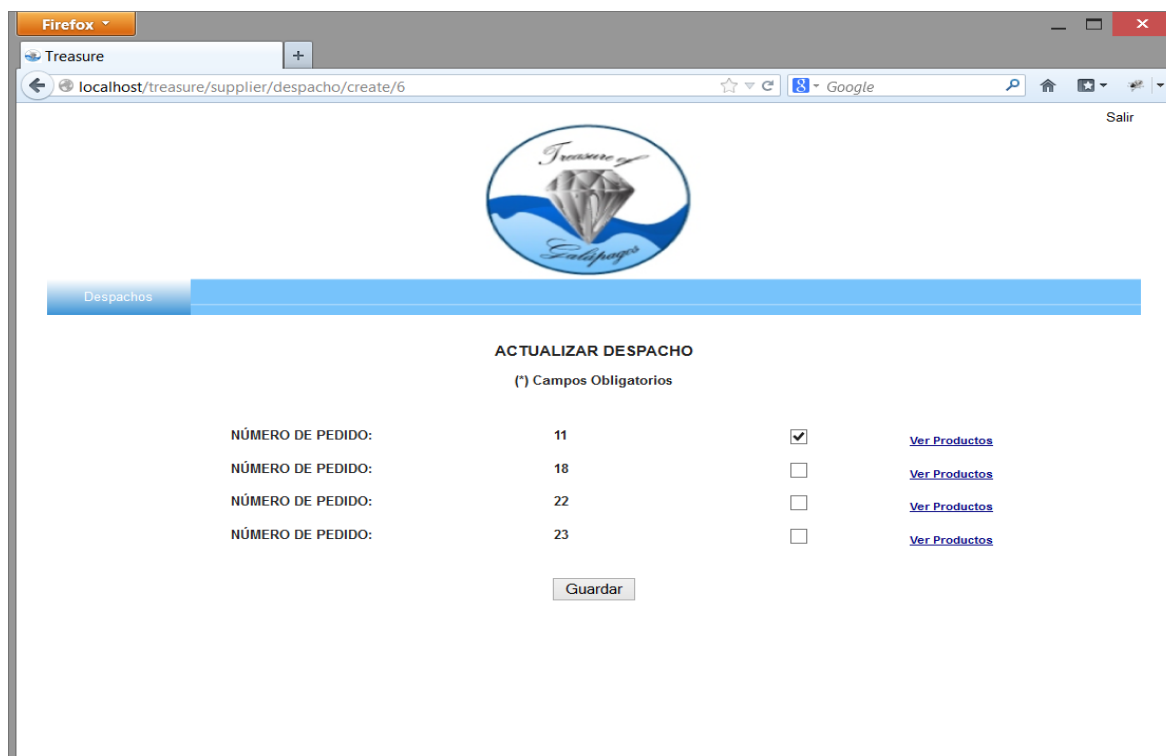 Firefox
Treasure
localhost/treasure/supplier/despacho/create/6
Google
Salir
Treasure of
Galápagos
Despachos
ACTUALIZAR DESPACHO
(*) Campos Obligatorios
NÚMERO DE PEDIDO: 11 Ver Productos
NÚMERO DE PEDIDO: 18 Ver Productos
NÚMERO DE PEDIDO: 22 Ver Productos
NÚMERO DE PEDIDO: 23 Ver Productos
Guardar